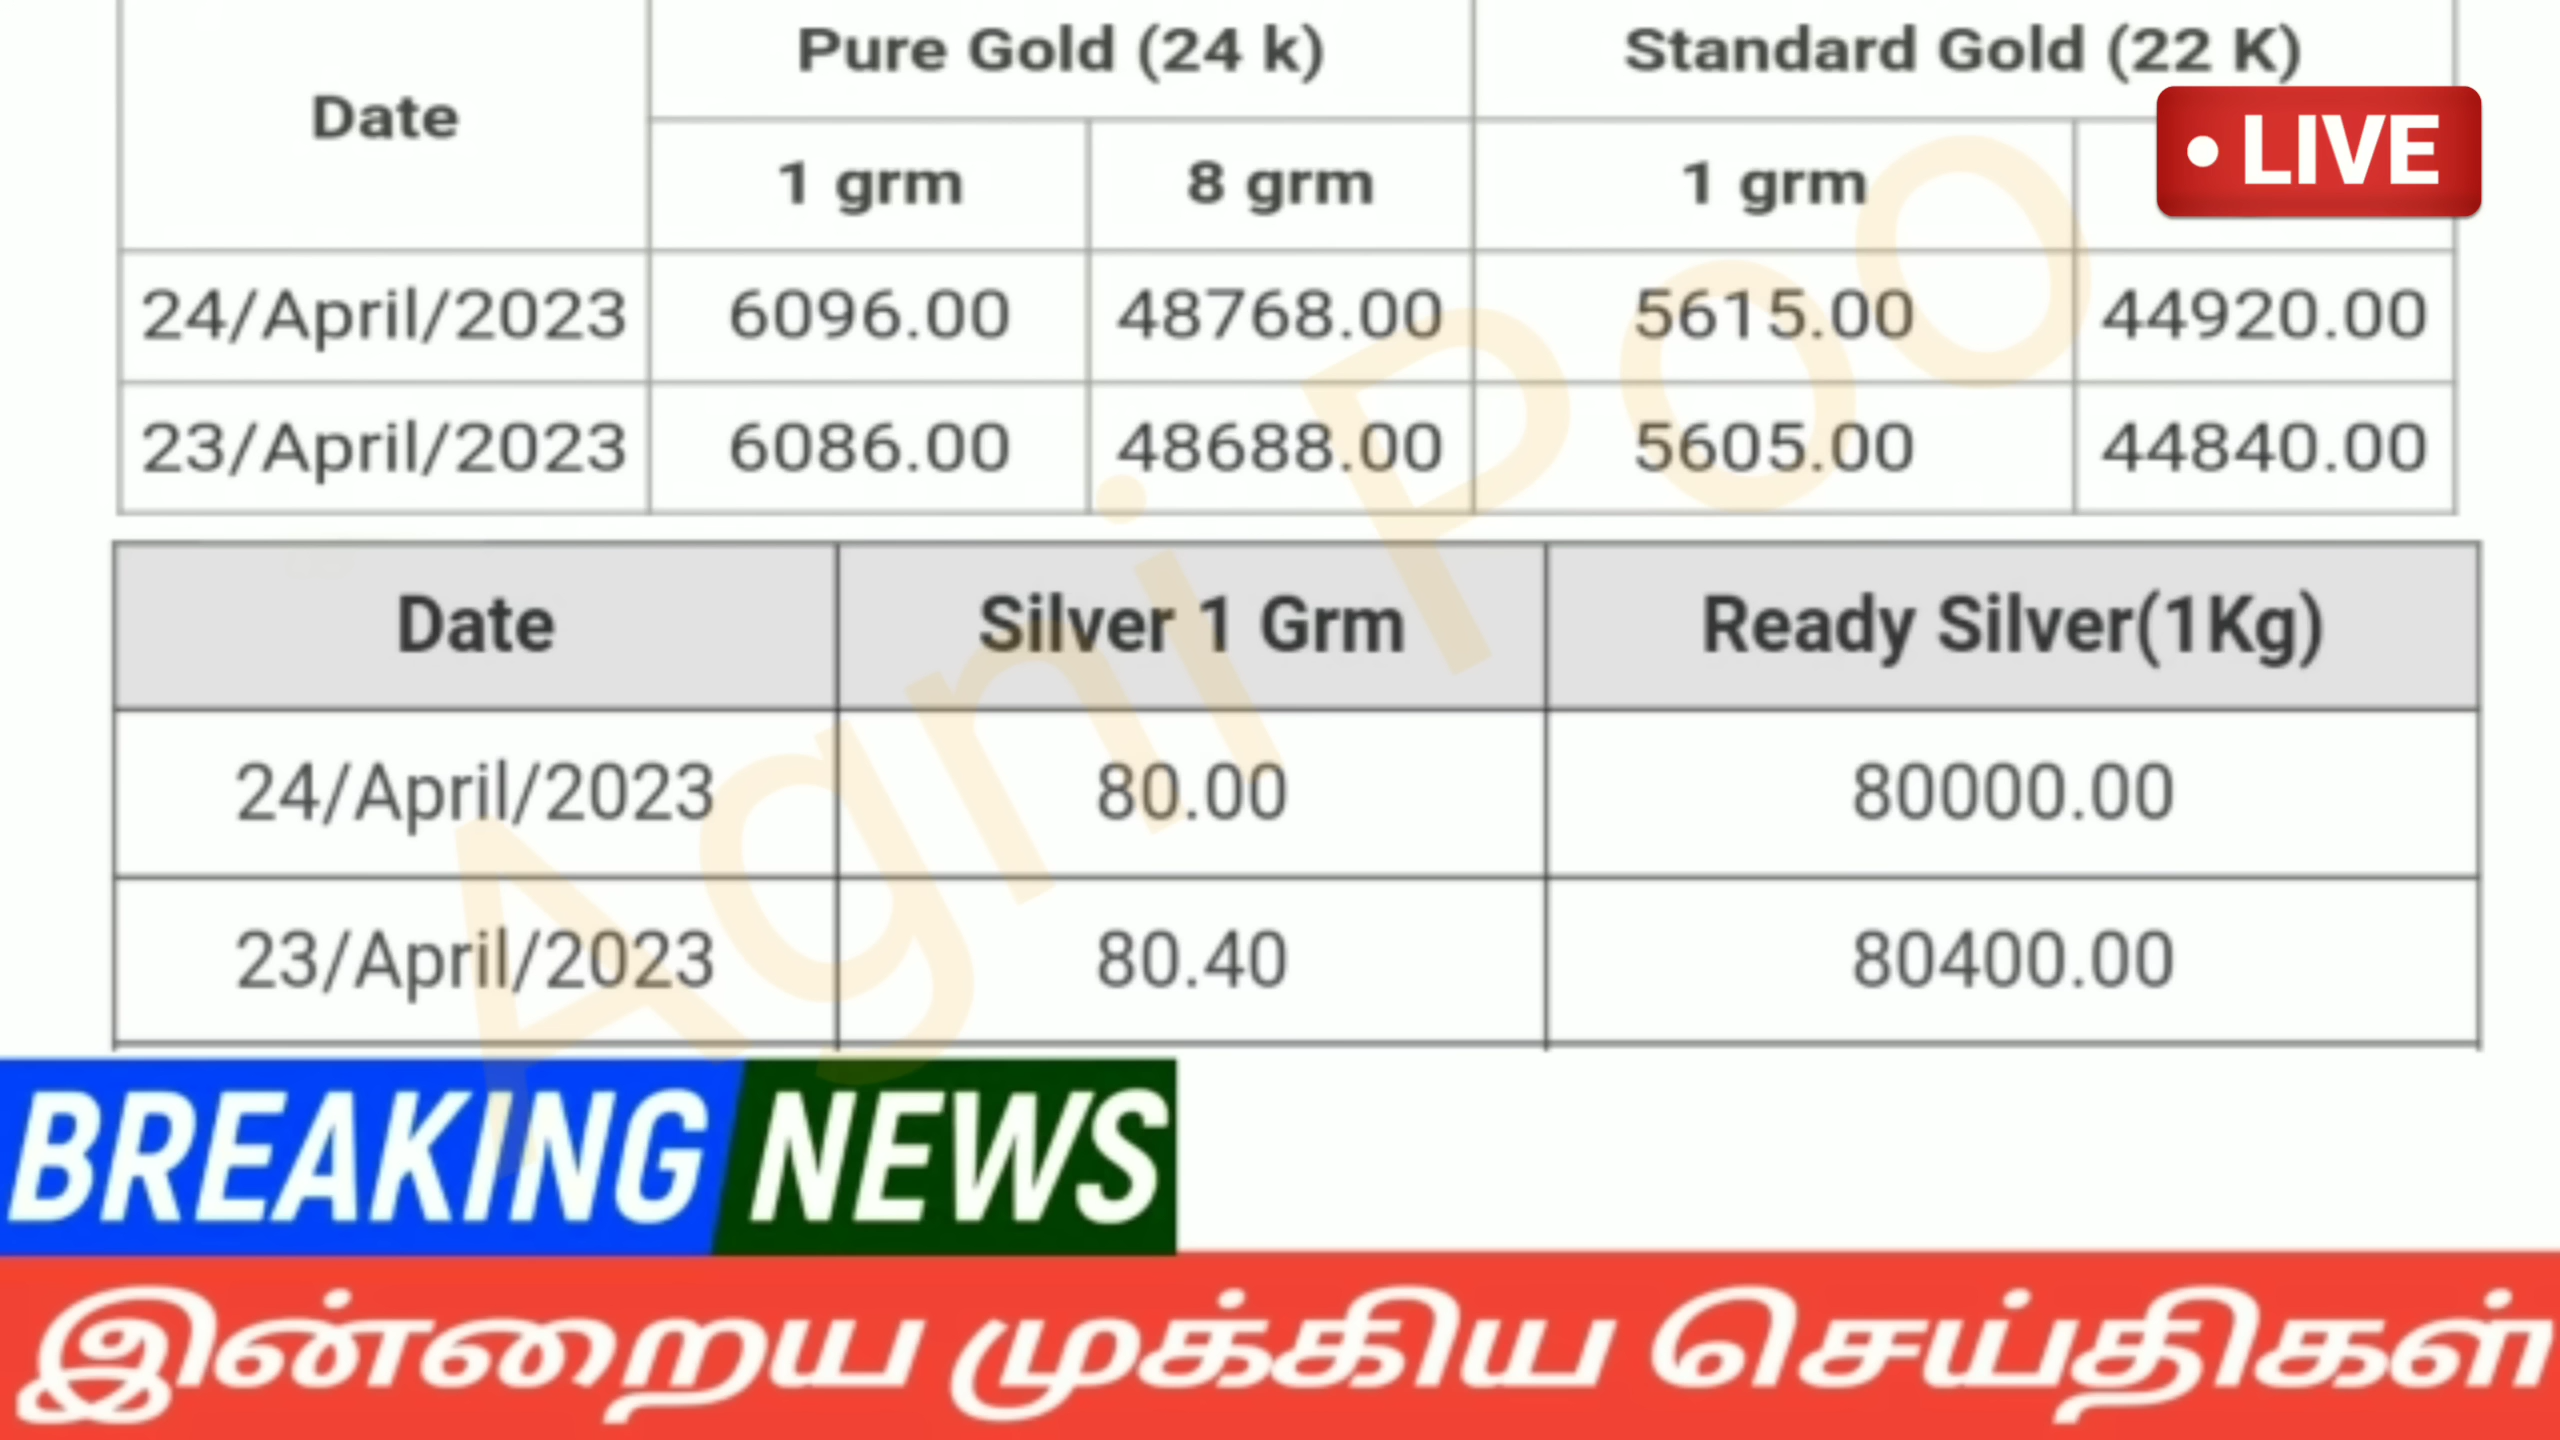 Pure Gold (24 k) Standard Gold (22 K)
Date
1 grm 8 grm 1 grm
• LIVE
24/April/2023 6096.00 48768.00 5615.00 44920.00
23/April/2023 6086.00 48688.00 5605.00 44840.00
Date Silver 1 Grm Ready Silver(1Kg)
24/April/2023 80.00 80000.00
23/April/2023 80.40 80400.00
Agni Poo
BREAKING NEWS
இன்றைய முக்கிய செய்திகள்